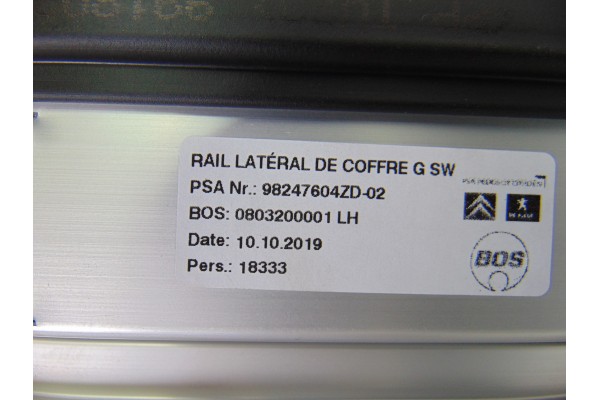 RAIL LATÉRAL DE COFFRE G SW
PSA Nr.: 98247604ZD-02
BOS: 0803200001 LH
Date: 10.10.2019
Pers.: 18333
BOS